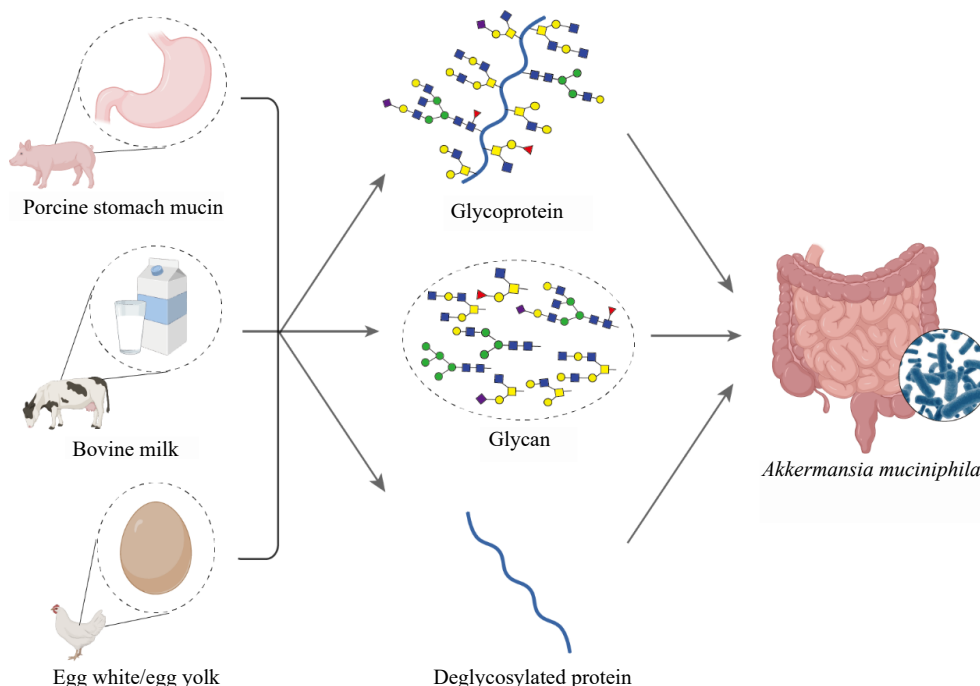 Porcine stomach mucin
Bovine milk
Egg white/egg yolk
Glycoprotein
Glycan
Deglycosylated protein
Akkermansia muciniphila